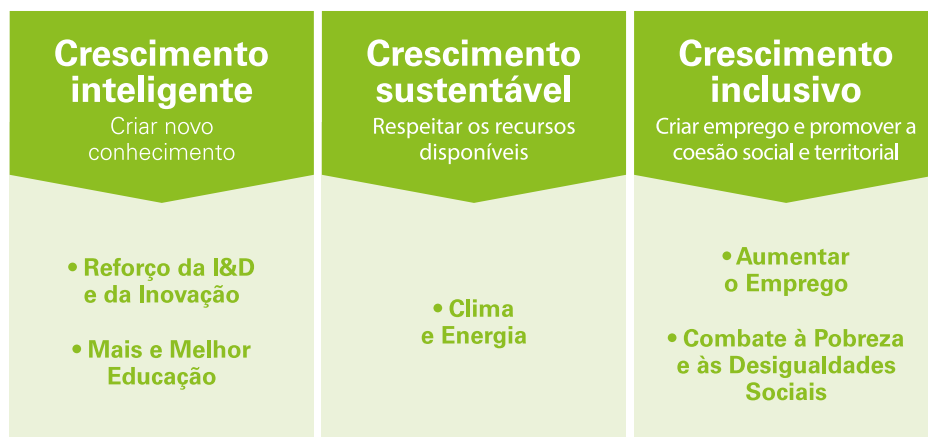 Crescimento
inteligente
Criar novo
conhecimento
• Reforço da I&D
e da Inovação
• Mais e Melhor
Educação
Crescimento
sustentável
Respeitar os recursos
disponíveis
• Clima
e Energia
Crescimento
inclusivo
Criar emprego e promover a
coesão social e territorial
• Aumentar
o Emprego
• Combate à Pobreza
e às Desigualdades
Sociais